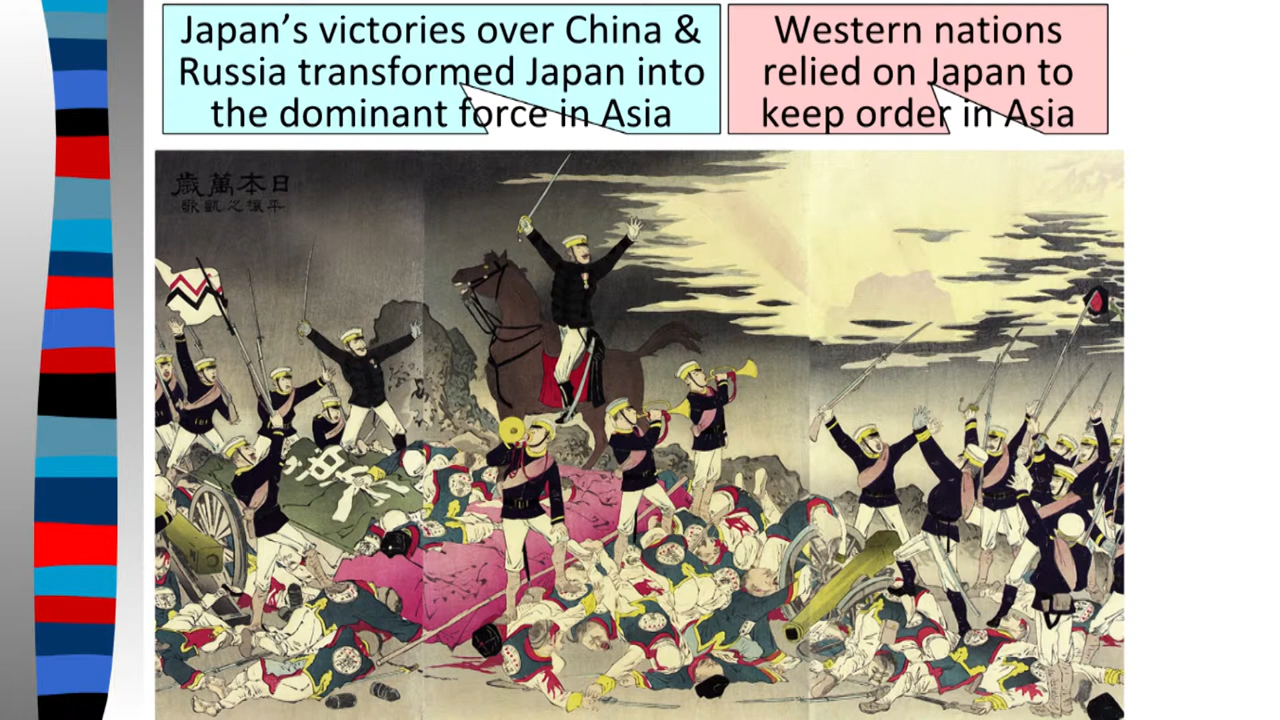 Japan's victories over China &
Russia transformed Japan into
the dominant force in Asia
Western nations
relied on Japan to
keep order in Asia
日本萬歳
平壤之凱歌